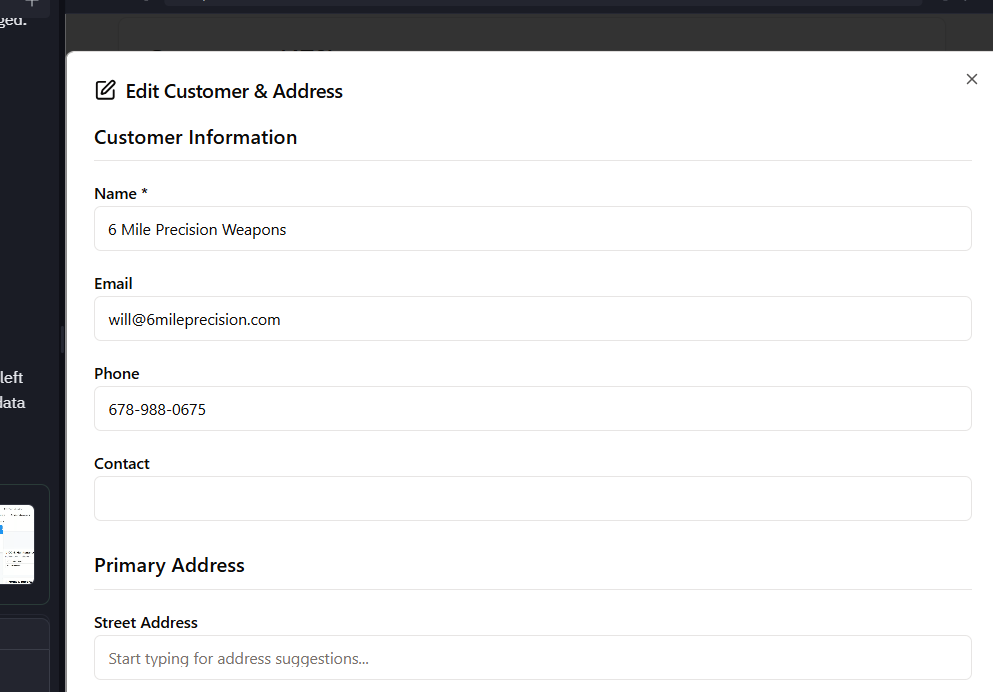 ged.
left
data
Edit Customer & Address
Customer Information
Name *
6 Mile Precision Weapons
Email
will@6mileprecision.com
Phone
678-988-0675
Contact
Primary Address
Street Address
Start typing for address suggestions...